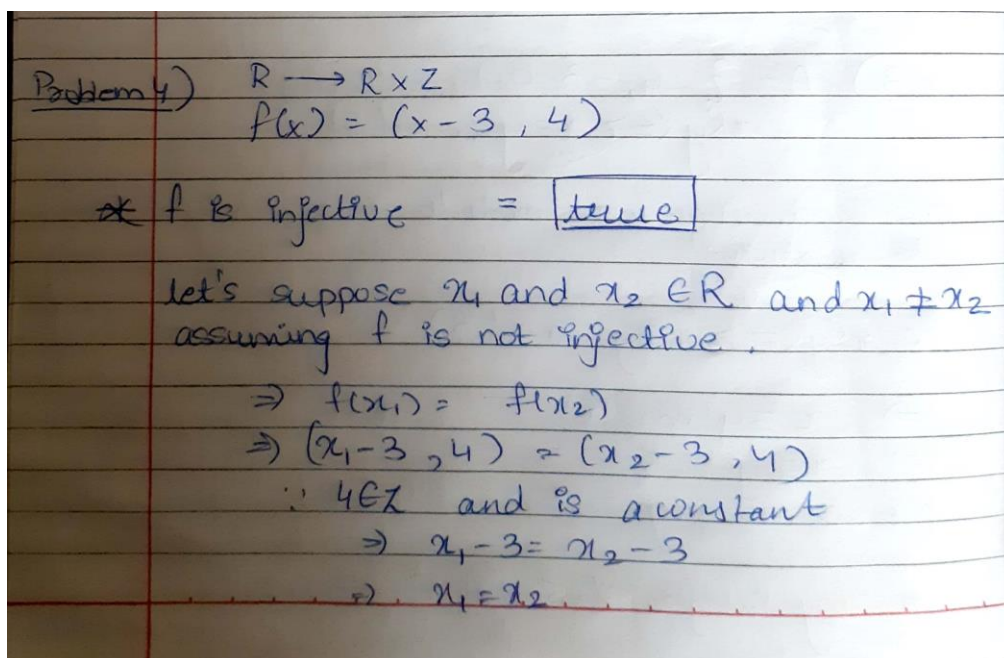 Problem 4) R ⟶ R x Z
f(x) = (x - 3 , 4)
* f is injective = true
let's suppose x₁ and x₂ ∈ R and x₁ ≠ x₂
assuming f is not injective.
⇒ f(x₁) = f(x₂)
⇒ (x₁-3 , 4) = (x₂-3 , 4)
∵ 4∈Z and is a constant
⇒ x₁-3 = x₂-3
⇒ x₁ = x₂